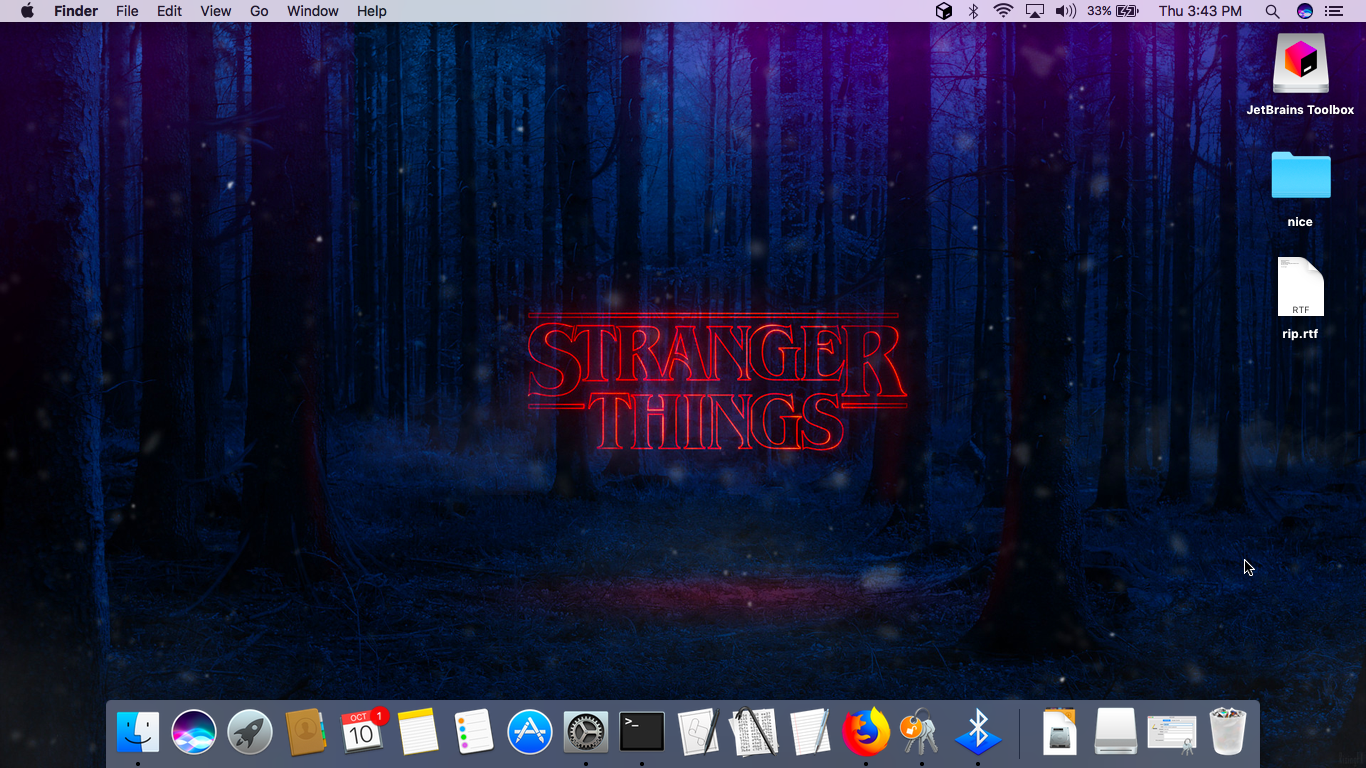 Finder File Edit View Go Window Help 33% Thu 3:43 PM
JetBrains Toolbox
nice
RTF
rip.rtf
STRANGER
THINGS
OCT 1
10
>_